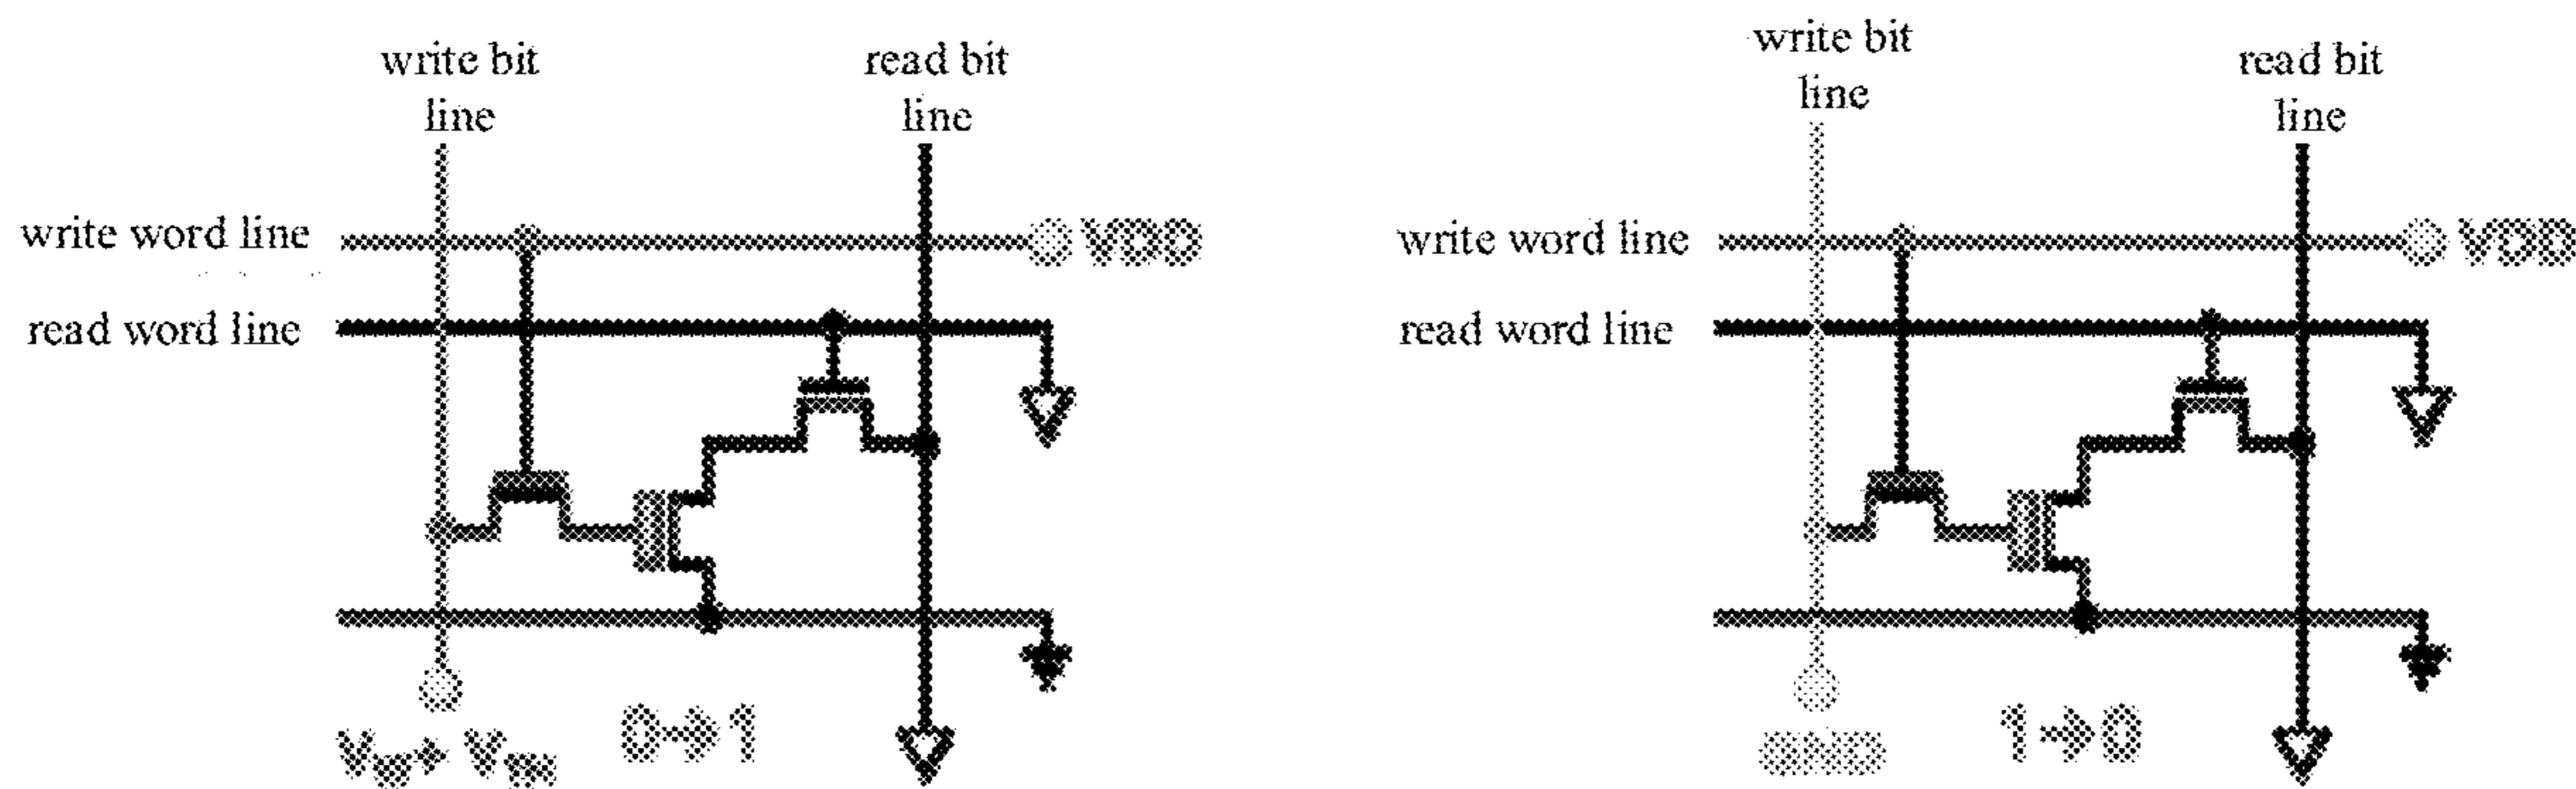 write bit
line
read bit
line
write word line
VDD
read word line
0→1
write bit
line
read bit
line
write word line
VDD
read word line
GND
1→0